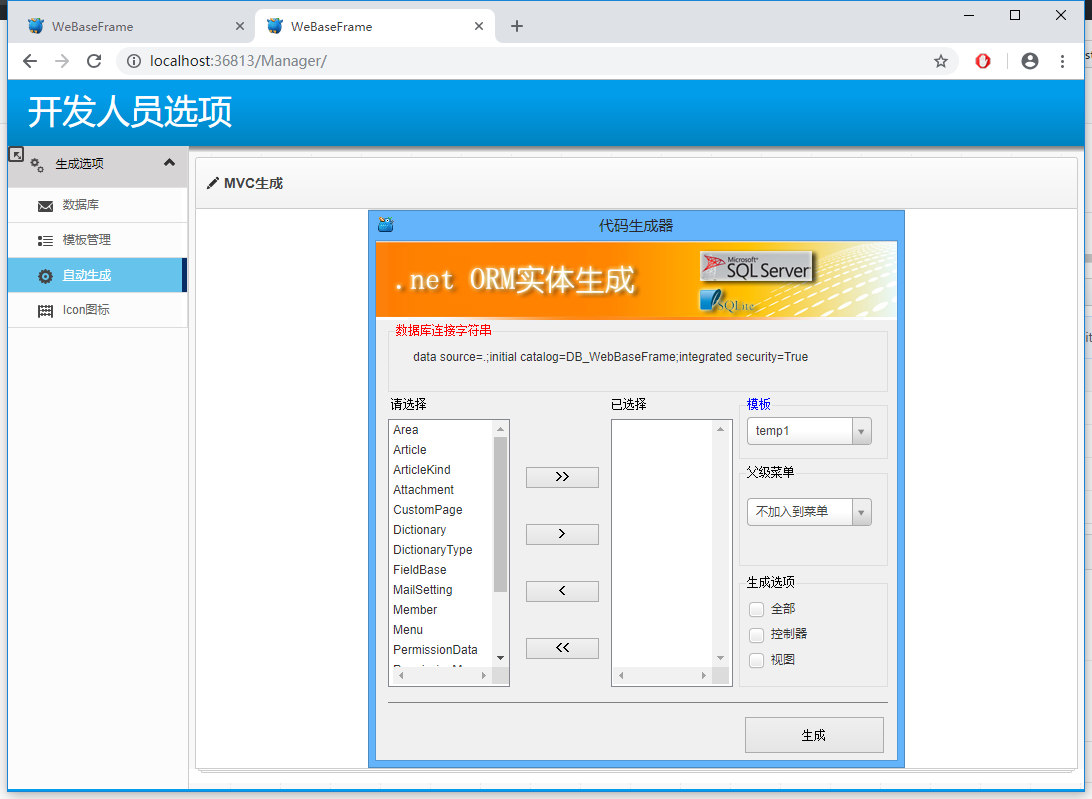 WeBaseFrame
WeBaseFrame
localhost:36813/Manager/
开发人员选项
生成选项
数据库
模板管理
自动生成
Icon图标
MVC生成
代码生成器
.net ORM实体生成
Microsoft
SQL Server
SQLite
数据库连接字符串
data source=.;initial catalog=DB_WebBaseFrame;integrated security=True
请选择
Area
Article
ArticleKind
Attachment
CustomPage
Dictionary
DictionaryType
FieldBase
MailSetting
Member
Menu
PermissionData
>>
>
<
<<
已选择
模板
temp1
父级菜单
不加入到菜单
生成选项
全部
控制器
视图
生成